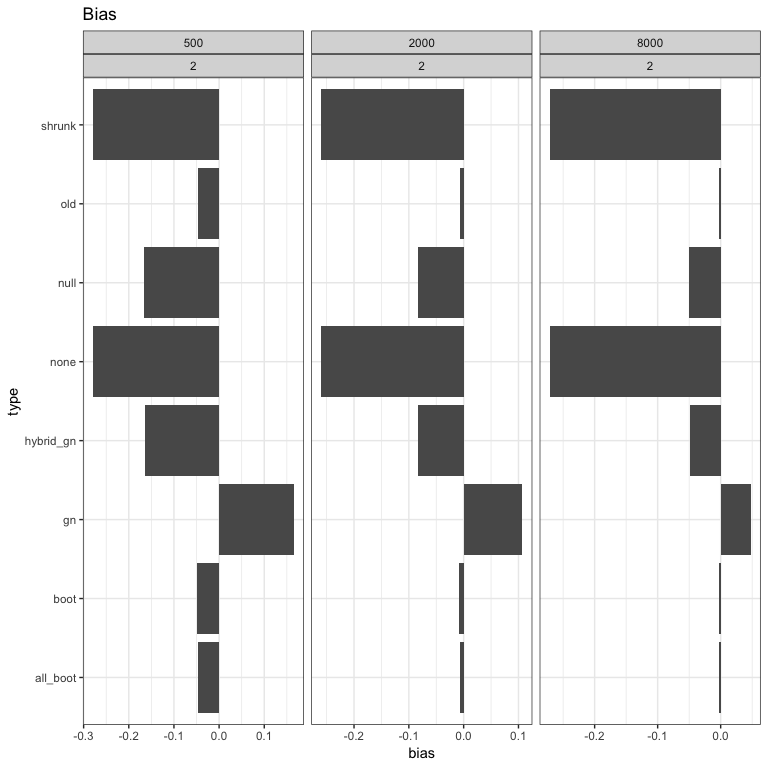 Bias
500 2000 8000
2 2 2
shrunk
old
null
none
hybrid_gn
gn
boot
all_boot
type
-0.3 -0.2 -0.1 0.0 0.1 -0.2 -0.1 0.0 0.1 -0.2 -0.1 0.0
bias